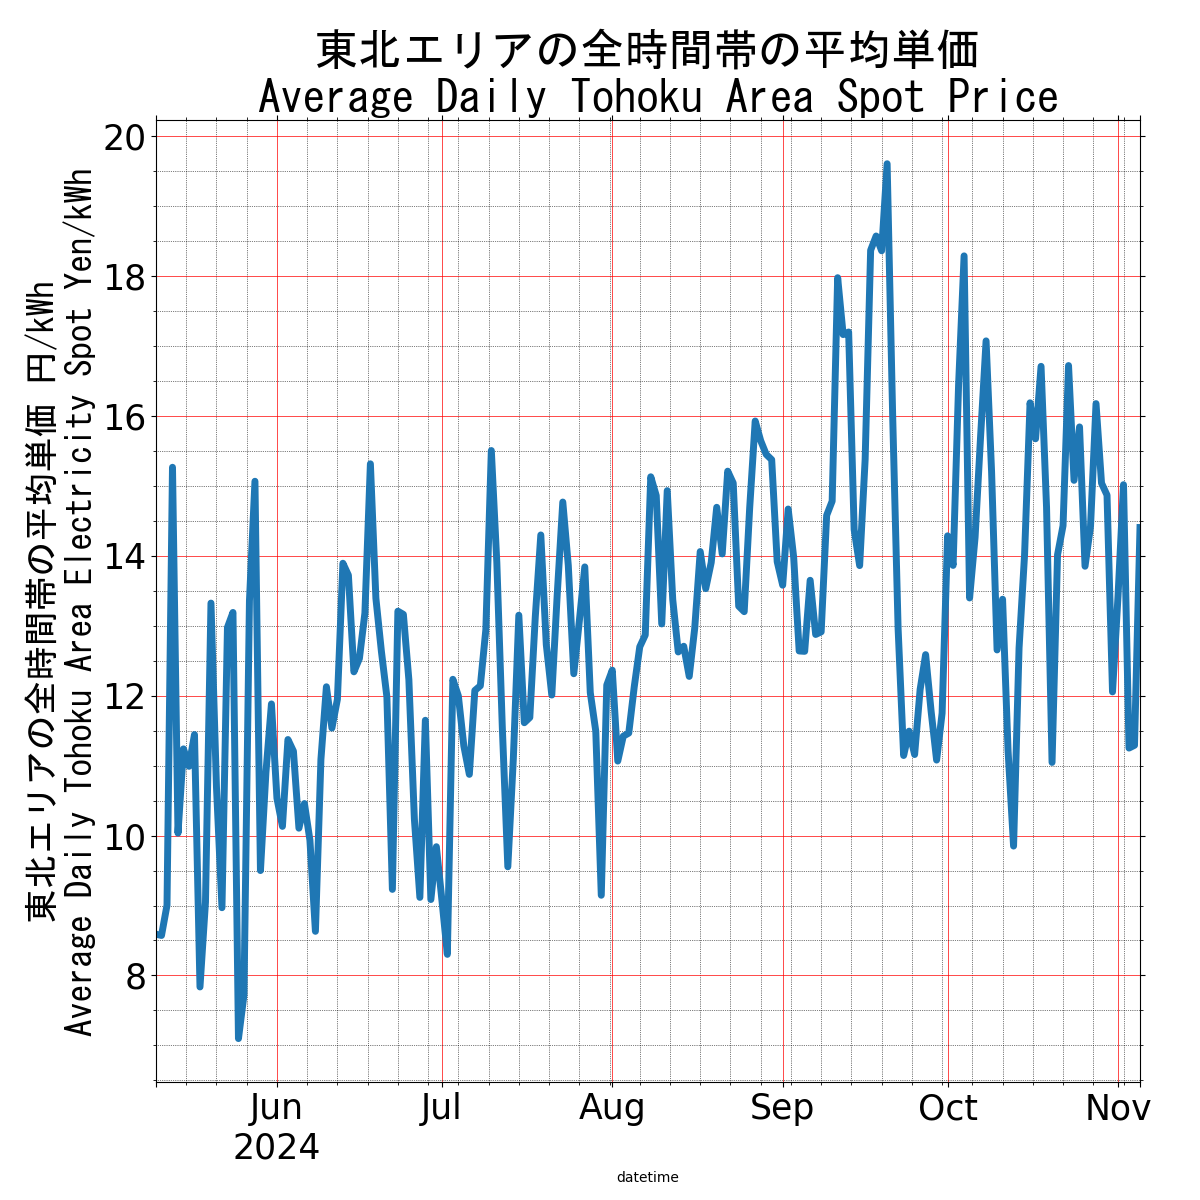 東北エリアの全時間帯の平均単価
Average Daily Tohoku Area Spot Price
東北エリアの全時間帯の平均単価 円/kWh
Average Daily Tohoku Area Electricity Spot Yen/kWh
20
18
16
14
12
10
8
Jun
2024
Jul
Aug
Sep
Oct
Nov
datetime